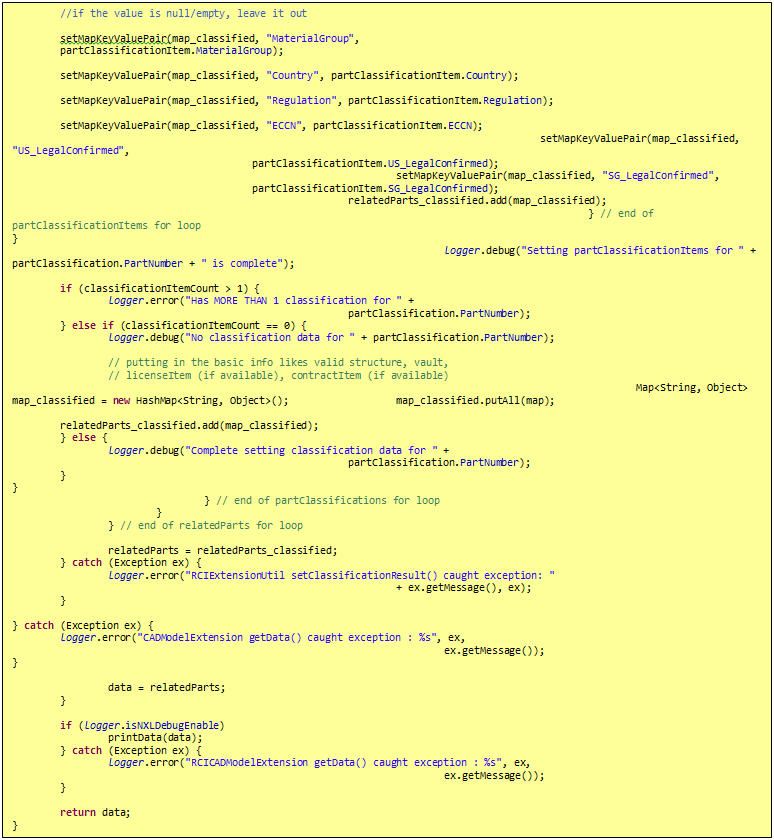 //if the value is null/empty, leave it out
setMapKeyValuePair(map_classified, "MaterialGroup",
partClassificationItem.MaterialGroup);
setMapKeyValuePair(map_classified, "Country", partClassificationItem.Country);
setMapKeyValuePair(map_classified, "Regulation", partClassificationItem.Regulation);
setMapKeyValuePair(map_classified, "ECCN", partClassificationItem.ECCN);
setMapKeyValuePair(map_classified,
"US_LegalConfirmed",
partClassificationItem.US_LegalConfirmed);
setMapKeyValuePair(map_classified, "SG_LegalConfirmed",
partClassificationItem.SG_LegalConfirmed);
relatedParts_classified.add(map_classified);
} // end of
partClassificationItems for loop
}
Logger.debug("Setting partClassificationItems for " +
partClassification.PartNumber + " is complete");
if (classificationItemCount > 1) {
Logger.error("Has MORE THAN 1 classification for " +
partClassification.PartNumber);
} else if (classificationItemCount == 0) {
Logger.debug("No classification data for " + partClassification.PartNumber);
// putting in the basic info likes valid structure, vault,
// licenseItem (if available), contractItem (if available)
Map<String, Object>
map_classified = new HashMap<String, Object>(); map_classified.putAll(map);
relatedParts_classified.add(map_classified);
} else {
Logger.debug("Complete setting classification data for " +
partClassification.PartNumber);
}
}
} // end of partClassifications for loop
}
} // end of relatedParts for loop
relatedParts = relatedParts_classified;
} catch (Exception ex) {
Logger.error("RCIExtensionUtil setClassificationResult() caught exception: "
+ ex.getMessage(), ex);
}
} catch (Exception ex) {
Logger.error("CADModelExtension getData() caught exception : %s", ex,
ex.getMessage());
}
data = relatedParts;
}
if (Logger.isNXLDebugEnable)
printData(data);
} catch (Exception ex) {
Logger.error("RCICADModelExtension getData() caught exception : %s", ex,
ex.getMessage());
}
return data;
}